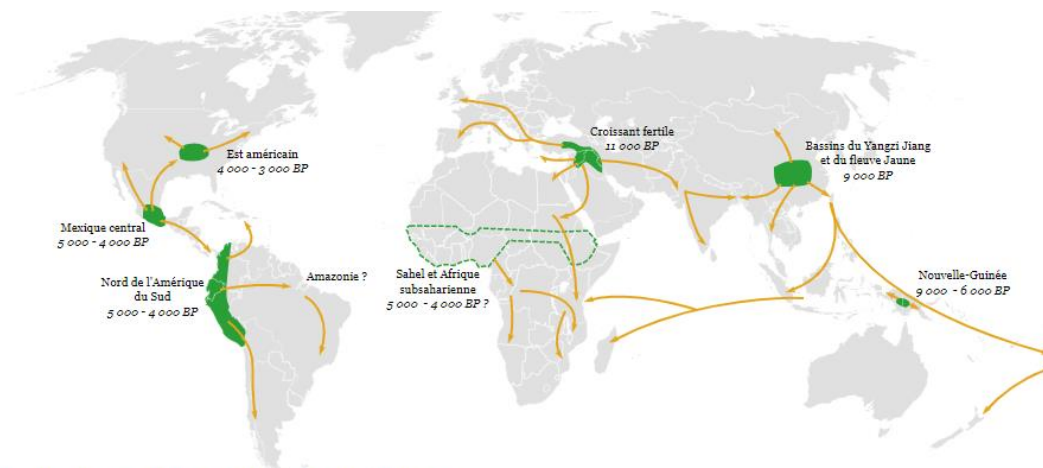 Est américain
4 000 - 3 000 BP
Mexique central
5 000 - 4 000 BP
Nord de l'Amérique
du Sud
5 000 - 4 000 BP
Amazonie ?
Croissant fertile
11 000 BP
Sahel et Afrique
subsaharienne
5 000 - 4 000 BP ?
Bassins du Yangzi Jiang
et du fleuve Jaune
9 000 BP
Nouvelle-Guinée
9 000 - 6 000 BP